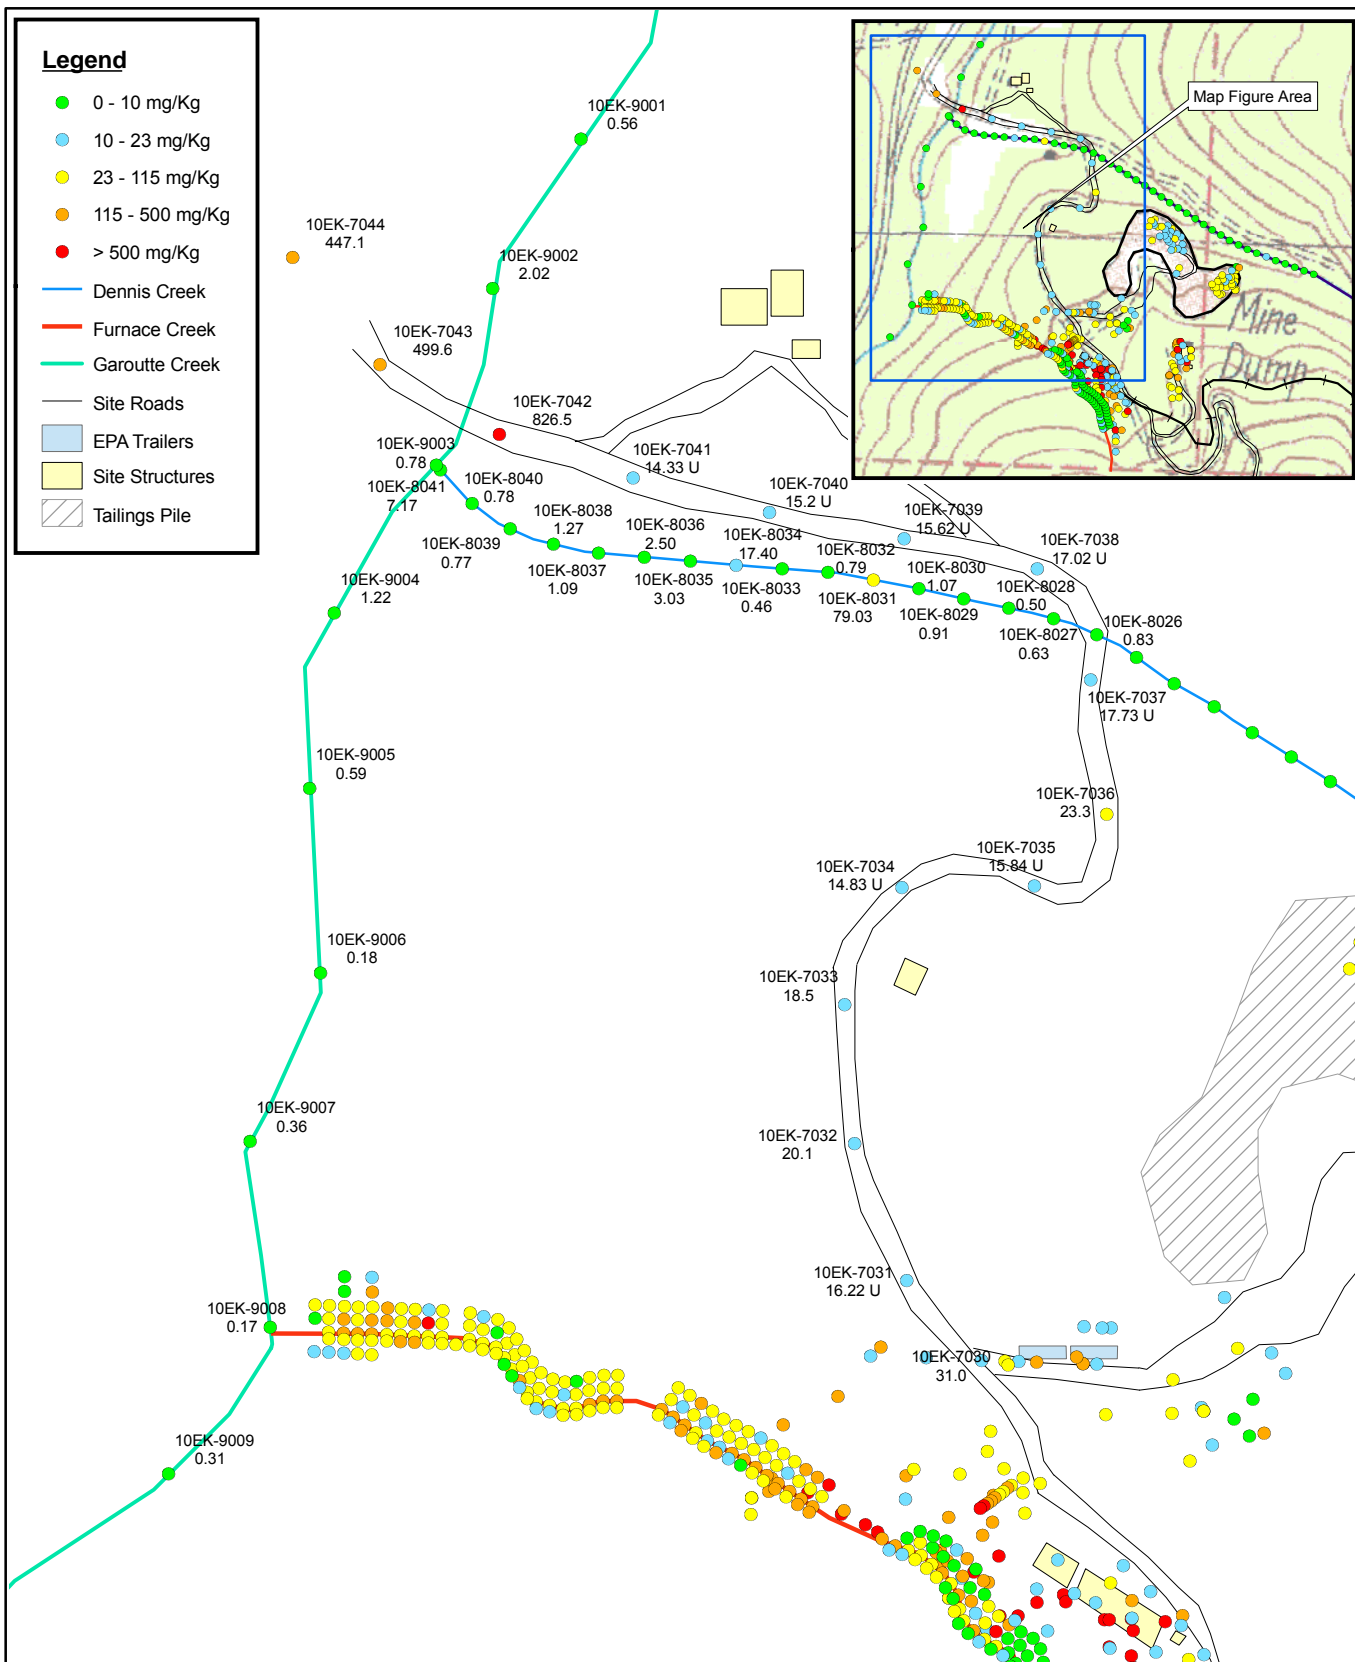 Legend
0 - 10 mg/Kg
10 - 23 mg/Kg
23 - 115 mg/Kg
115 - 500 mg/Kg
> 500 mg/Kg
Dennis Creek
Furnace Creek
Garoutte Creek
Site Roads
EPA Trailers
Site Structures
Tailings Pile
Map Figure Area
Mine
Dump
10EK-9001
0.56
10EK-7044
447.1
10EK-9002
2.02
10EK-7043
499.6
10EK-7042
826.5
10EK-9003
0.78
10EK-7041
14.33 U
10EK-8041
7.17
10EK-8040
0.78
10EK-7040
15.2 U
10EK-7039
15.62 U
10EK-7038
17.02 U
10EK-8039
0.77
10EK-8038
1.27
10EK-8037
1.09
10EK-8036
2.50
10EK-8035
3.03
10EK-8034
17.40
10EK-8033
0.46
10EK-8032
0.79
10EK-8031
79.03
10EK-8030
1.07
10EK-8029
0.91
10EK-8028
0.50
10EK-8027
0.63
10EK-8026
0.83
10EK-9004
1.22
10EK-7037
17.73 U
10EK-9005
0.59
10EK-7036
23.3
10EK-7035
15.84 U
10EK-7034
14.83 U
10EK-9006
0.18
10EK-7033
18.5
10EK-9007
0.36
10EK-7032
20.1
10EK-7031
16.22 U
10EK-9008
0.17
10EK-7030
31.0
10EK-9009
0.31